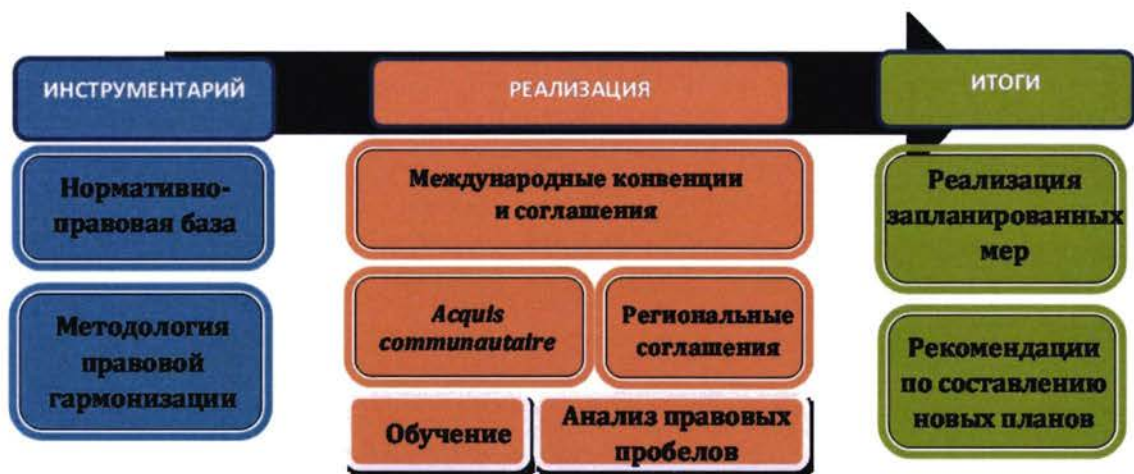 ИНСТРУМЕНТАРИЙ
РЕАЛИЗАЦИЯ
ИТОГИ
Нормативно-
правовая база
Методология
правовой
гармонизации
Международные конвенции
и соглашения
Acquis
communautaire
Региональные
соглашения
Обучение
Анализ правовых
пробелов
Реализация
запланированных
мер
Рекомендации
по составлению
новых планов